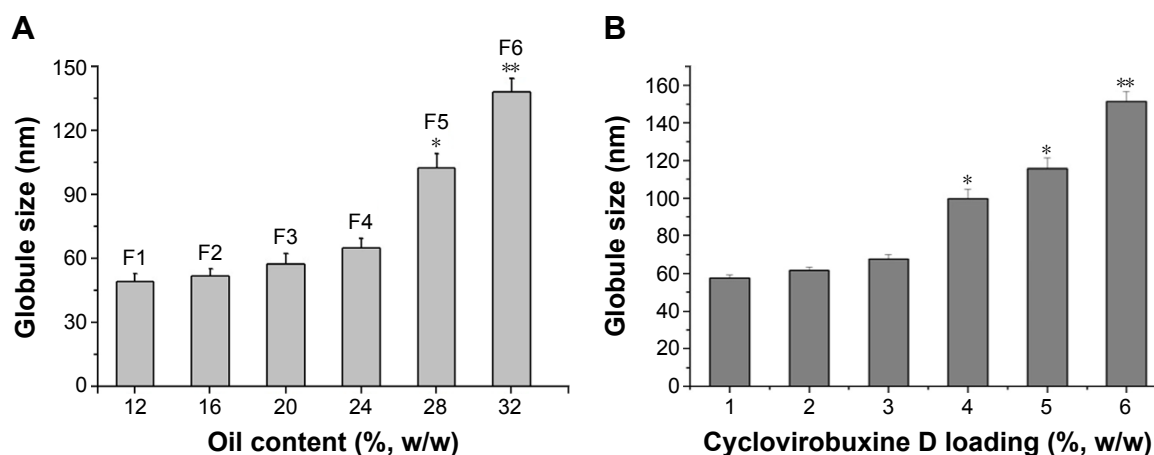 A
Globule size (nm)
150
120
90
60
30
0
F1
F2
F3
F4
F5
*
F6
**
12 16 20 24 28 32
Oil content (%, w/w)
B
Globule size (nm)
160
140
120
100
80
60
40
20
0
*
*
**
1 2 3 4 5 6
Cyclovirobuxine D loading (%, w/w)